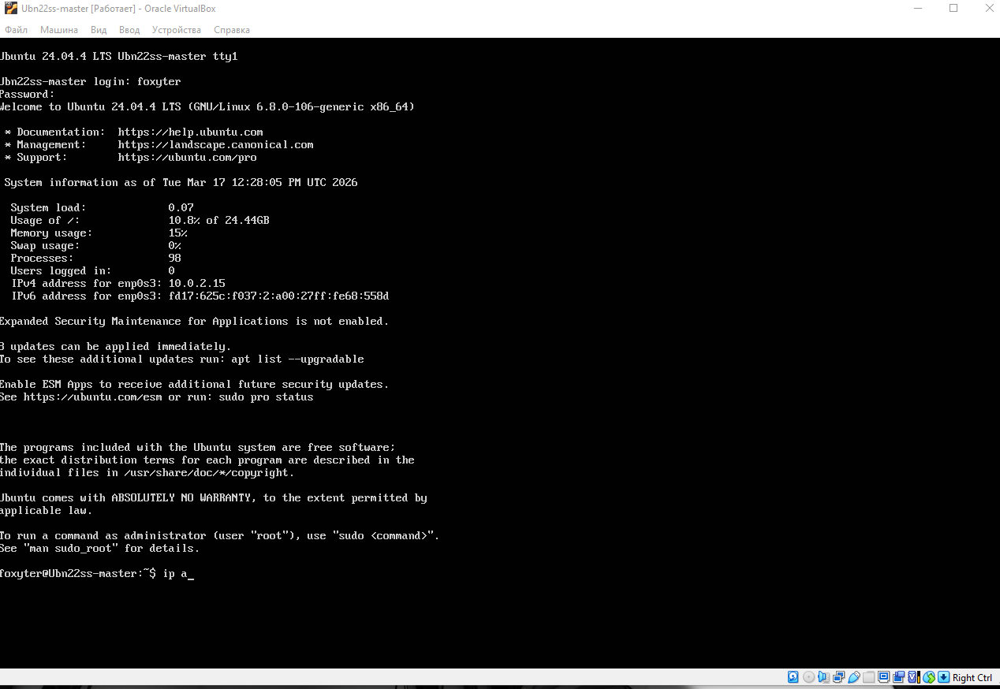 Ubn22ss-master [Работает] - Oracle VirtualBox
Файл Машина Вид Ввод Устройства Справка
Ubuntu 24.04.4 LTS Ubn22ss-master tty1
Ubn22ss-master login: foxyter
Password:
Welcome to Ubuntu 24.04.4 LTS (GNU/Linux 6.8.0-106-generic x86_64)
* Documentation: https://help.ubuntu.com
* Management: https://landscape.canonical.com
* Support: https://ubuntu.com/pro
System information as of Tue Mar 17 12:28:05 PM UTC 2026
System load: 0.07
Usage of /: 10.8% of 24.44GB
Memory usage: 15%
Swap usage: 0%
Processes: 98
Users logged in: 0
IPv4 address for enp0s3: 10.0.2.15
IPv6 address for enp0s3: fd17:625c:f037:2:a00:27ff:fe68:558d
Expanded Security Maintenance for Applications is not enabled.
3 updates can be applied immediately.
To see these additional updates run: apt list --upgradable
Enable ESM Apps to receive additional future security updates.
See https://ubuntu.com/esm or run: sudo pro status
The programs included with the Ubuntu system are free software;
the exact distribution terms for each program are described in the
individual files in /usr/share/doc/*/copyright.
Ubuntu comes with ABSOLUTELY NO WARRANTY, to the extent permitted by
applicable law.
To run a command as administrator (user "root"), use "sudo <command>".
See "man sudo_root" for details.
foxyter@Ubn22ss-master:~$ ip a_
Right Ctrl